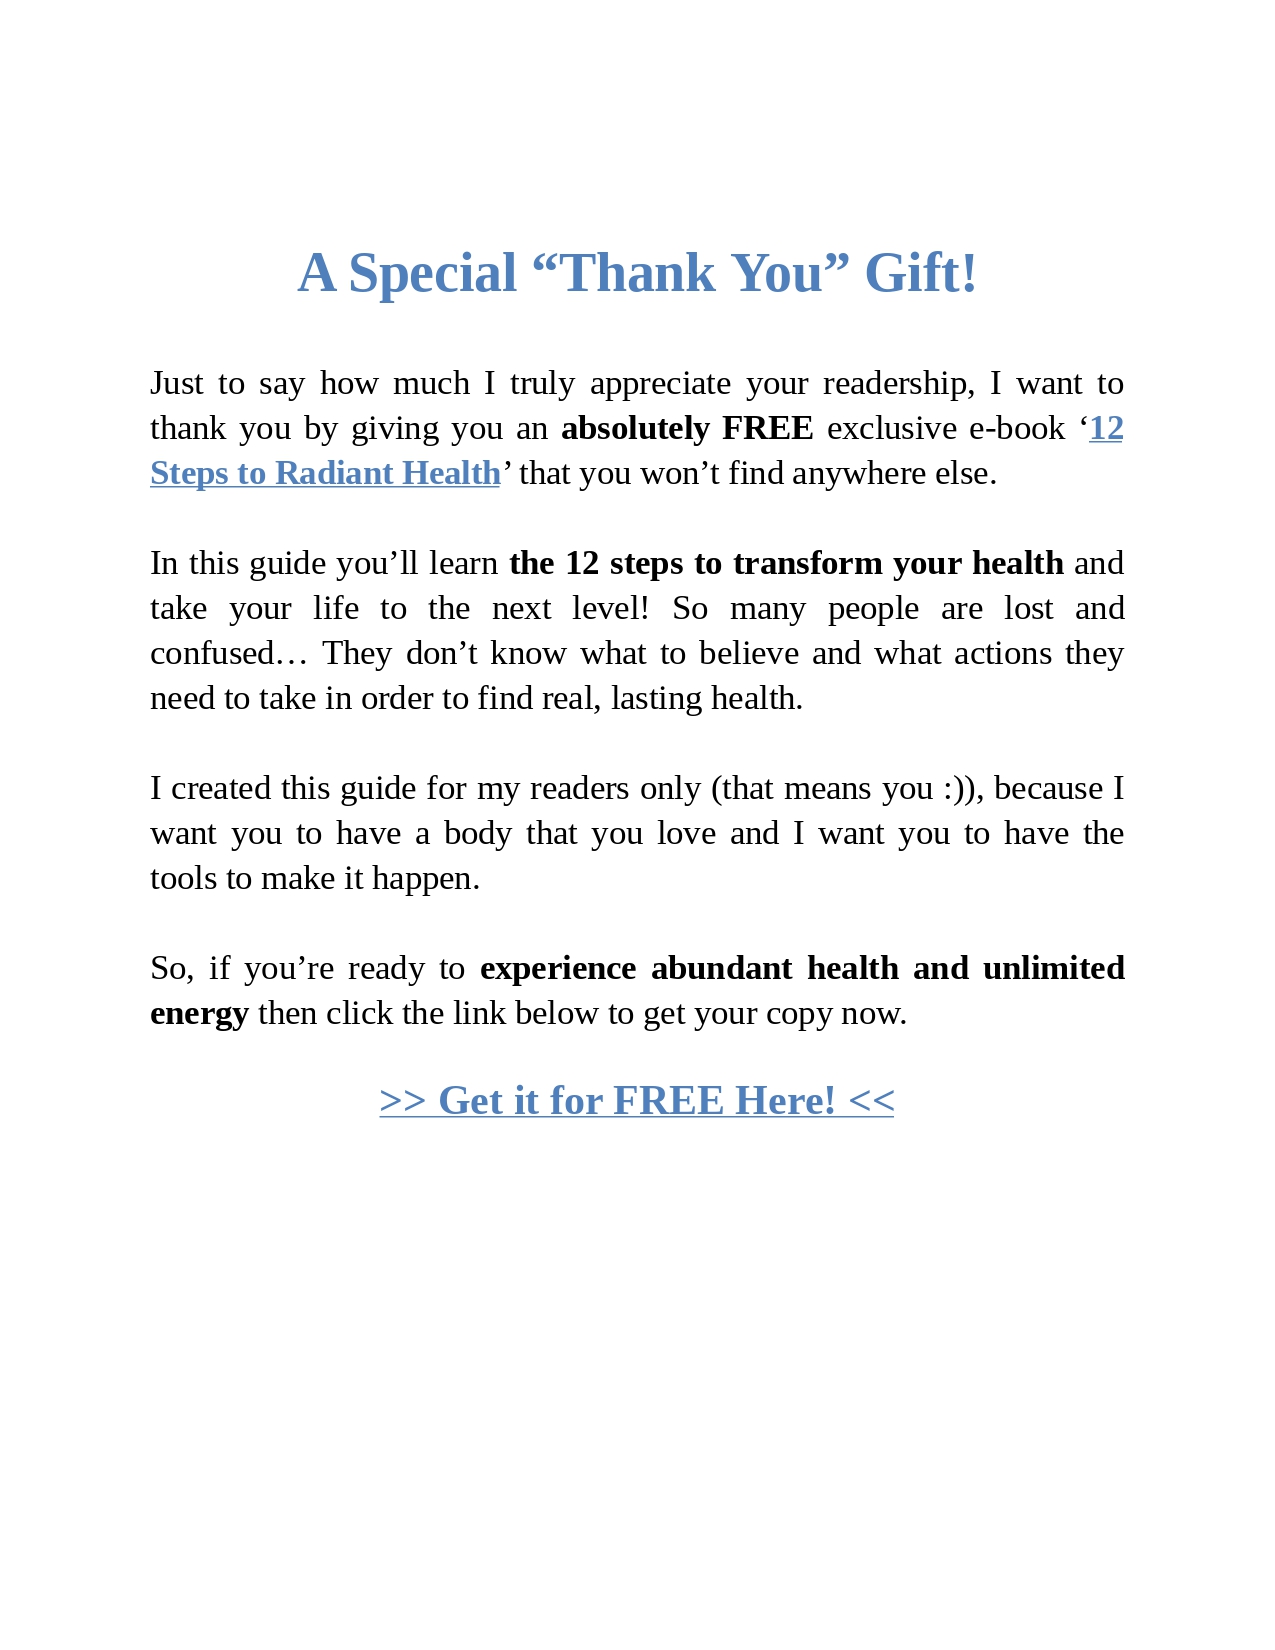 A Special “Thank You” Gift!
Just to say how much I truly appreciate your readership, I want to
thank you by giving you an absolutely FREE exclusive e-book ‘12
Steps to Radiant Health’ that you won’t find anywhere else.
In this guide you’ll learn the 12 steps to transform your health and
take your life to the next level! So many people are lost and
confused… They don’t know what to believe and what actions they
need to take in order to find real, lasting health.
I created this guide for my readers only (that means you :)), because I
want you to have a body that you love and I want you to have the
tools to make it happen.
So, if you’re ready to experience abundant health and unlimited
energy then click the link below to get your copy now.
>> Get it for FREE Here! <<